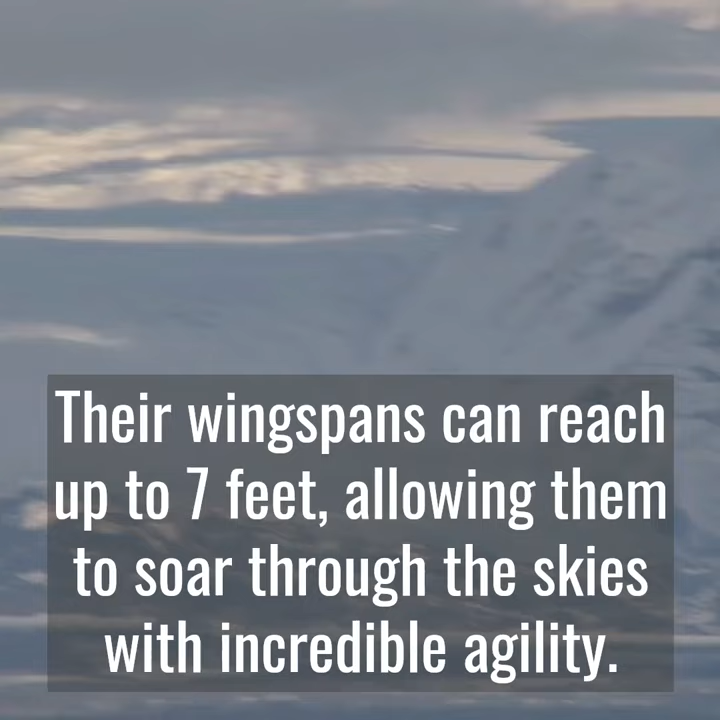 Their wingspans can reach
up to 7 feet, allowing them
to soar through the skies
with incredible agility.